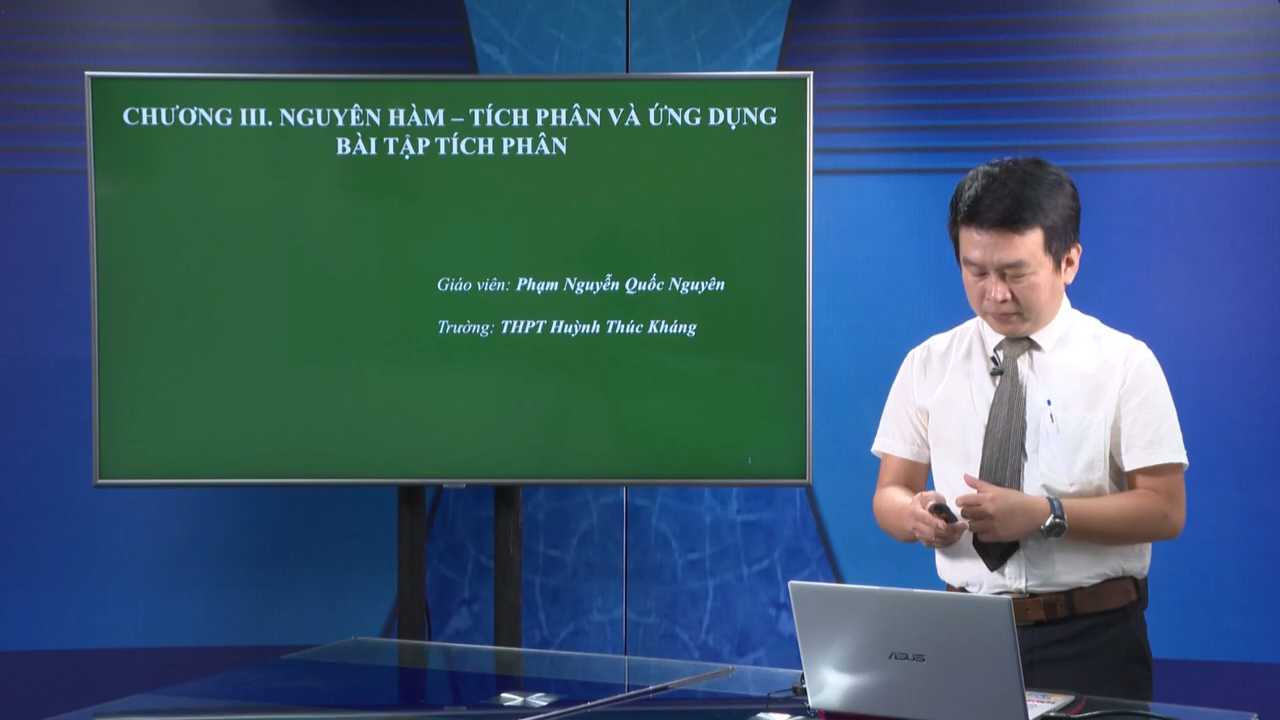 CHƯƠNG III. NGUYÊN HÀM – TÍCH PHÂN VÀ ỨNG DỤNG
BÀI TẬP TÍCH PHÂN
Giáo viên: Phạm Nguyễn Quốc Nguyên
Trường: THPT Huỳnh Thúc Kháng
1
ASUS